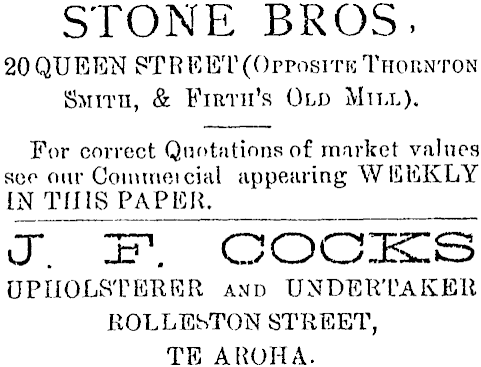 STONE BROS,
20 QUEEN STREET (OPPOSITE THORNTON
SMITH, & FIRTH'S OLD MILL).
For correct Quotations of market values
see our Commercial appearing WEEKLY
IN THIS PAPER.
J. F. COCKS
UPHOLSTERER AND UNDERTAKER
ROLLESTON STREET,
TE AROHA.